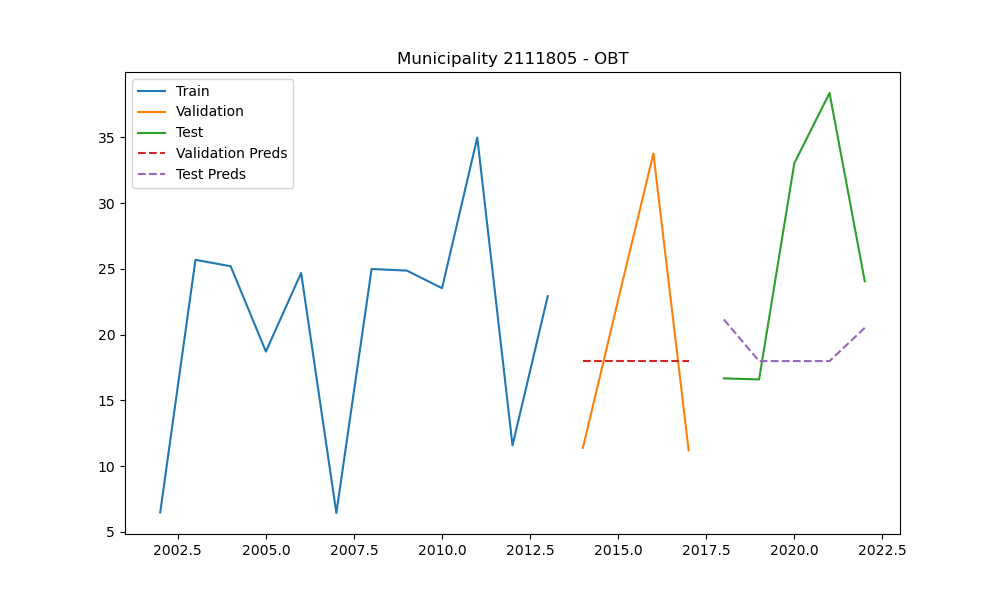 Municipality 2111805 - OBT
Train
Validation
Test
Validation Preds
Test Preds
35
30
25
20
15
10
5
2002.5 2005.0 2007.5 2010.0 2012.5 2015.0 2017.5 2020.0 2022.5